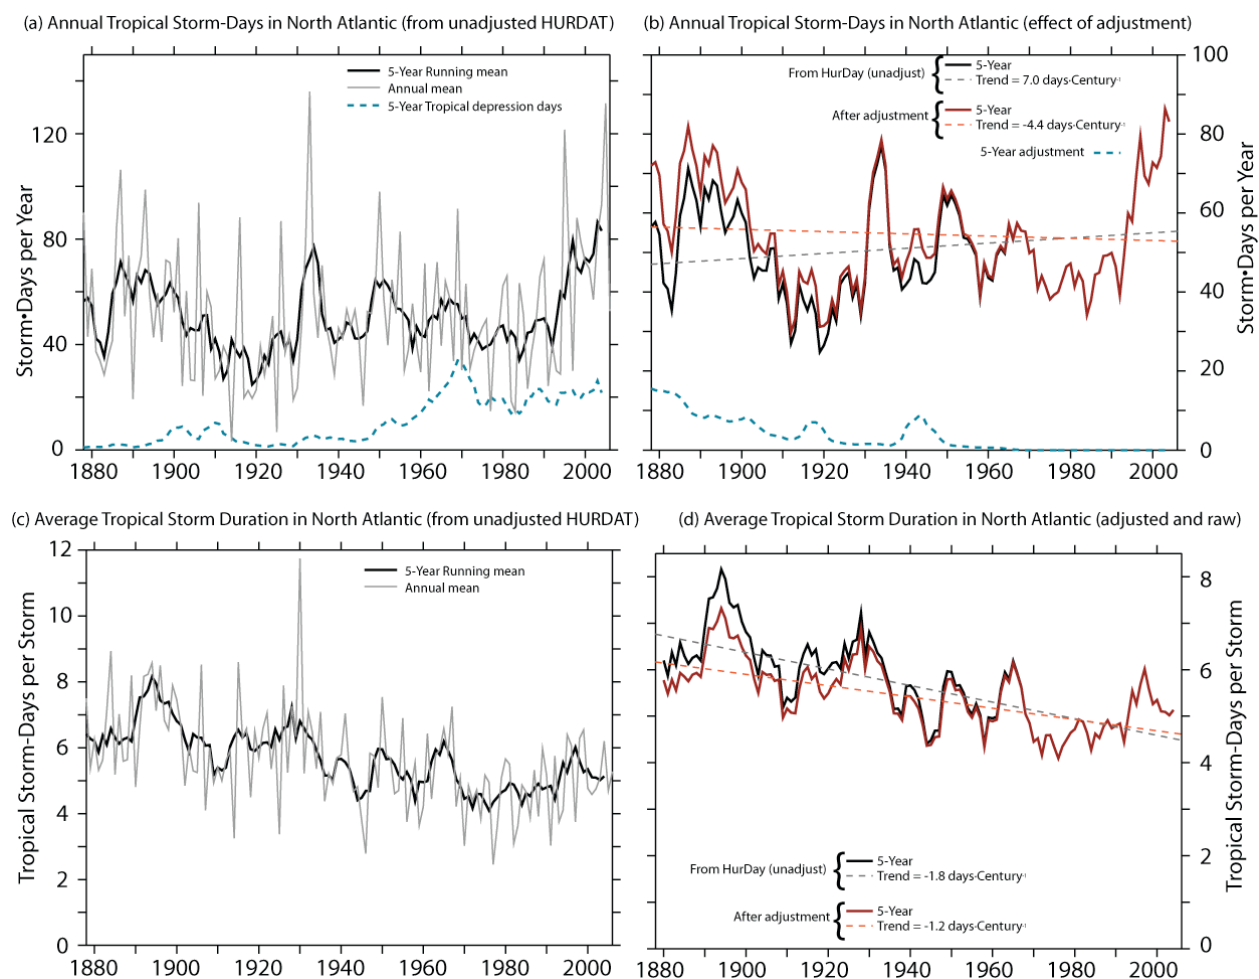 (a) Annual Tropical Storm-Days in North Atlantic (from unadjusted HURDAT)
5-Year Running mean
Annual mean
5-Year Tropical depression days
Storm•Days per Year
120
80
40
0
1880 1900 1920 1940 1960 1980 2000
(b) Annual Tropical Storm-Days in North Atlantic (effect of adjustment)
From HurDay (unadjust)
5-Year
Trend = 7.0 days·Century-1
After adjustment
5-Year
Trend = -4.4 days·Century-1
5-Year adjustment
Storm•Days per Year
100
80
60
40
20
0
1880 1900 1920 1940 1960 1980 2000
(c) Average Tropical Storm Duration in North Atlantic (from unadjusted HURDAT)
5-Year Running mean
Annual mean
Tropical Storm-Days per Storm
12
10
8
6
4
2
0
1880 1900 1920 1940 1960 1980 2000
(d) Average Tropical Storm Duration in North Atlantic (adjusted and raw)
From HurDay (unadjust)
5-Year
Trend = -1.8 days·Century-1
After adjustment
5-Year
Trend = -1.2 days·Century-1
Tropical Storm-Days per Storm
8
6
4
2
0
1880 1900 1920 1940 1960 1980 2000